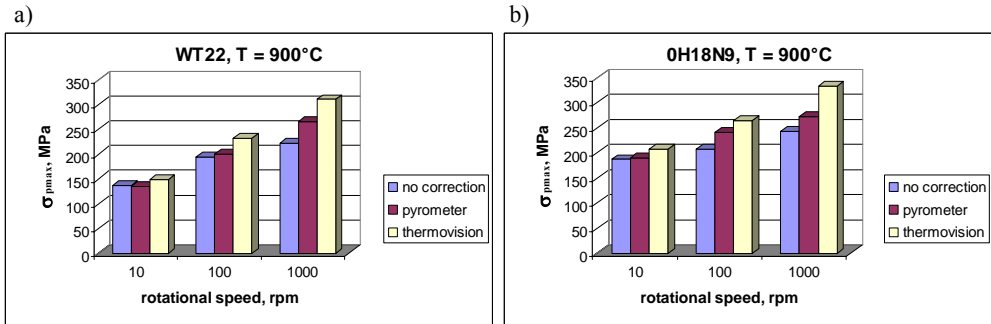 a)
WT22, T = 900°C
σpmax, MPa
350
300
250
200
150
100
50
0
10 100 1000
rotational speed, rpm
no correction
pyrometer
thermovision
b)
0H18N9, T = 900°C
σpmax, MPa
350
300
250
200
150
100
50
0
10 100 1000
rotational speed, rpm
no correction
pyrometer
thermovision